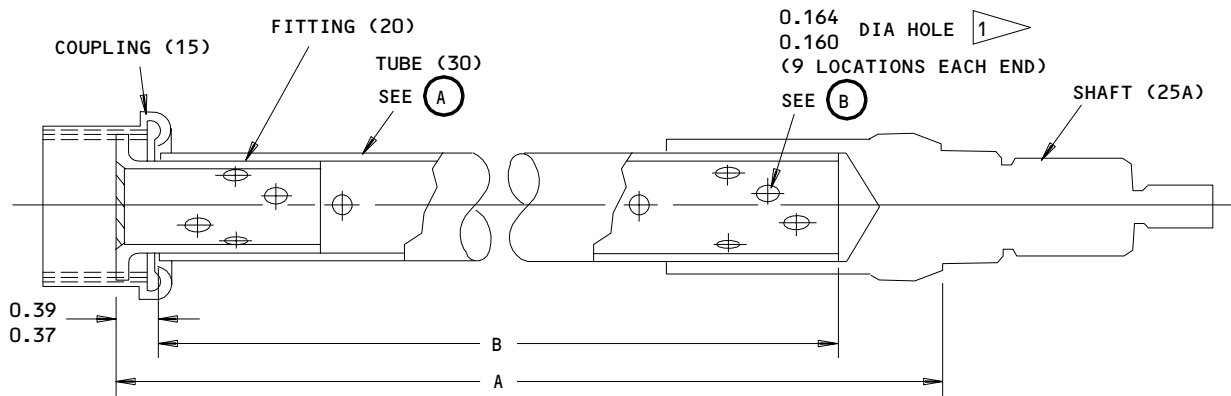 FITTING (20)
COUPLING (15)
TUBE (30)
SEE A
0.164
0.160
DIA HOLE 1
(9 LOCATIONS EACH END)
SEE B
SHAFT (25A)
0.39
0.37
B
A